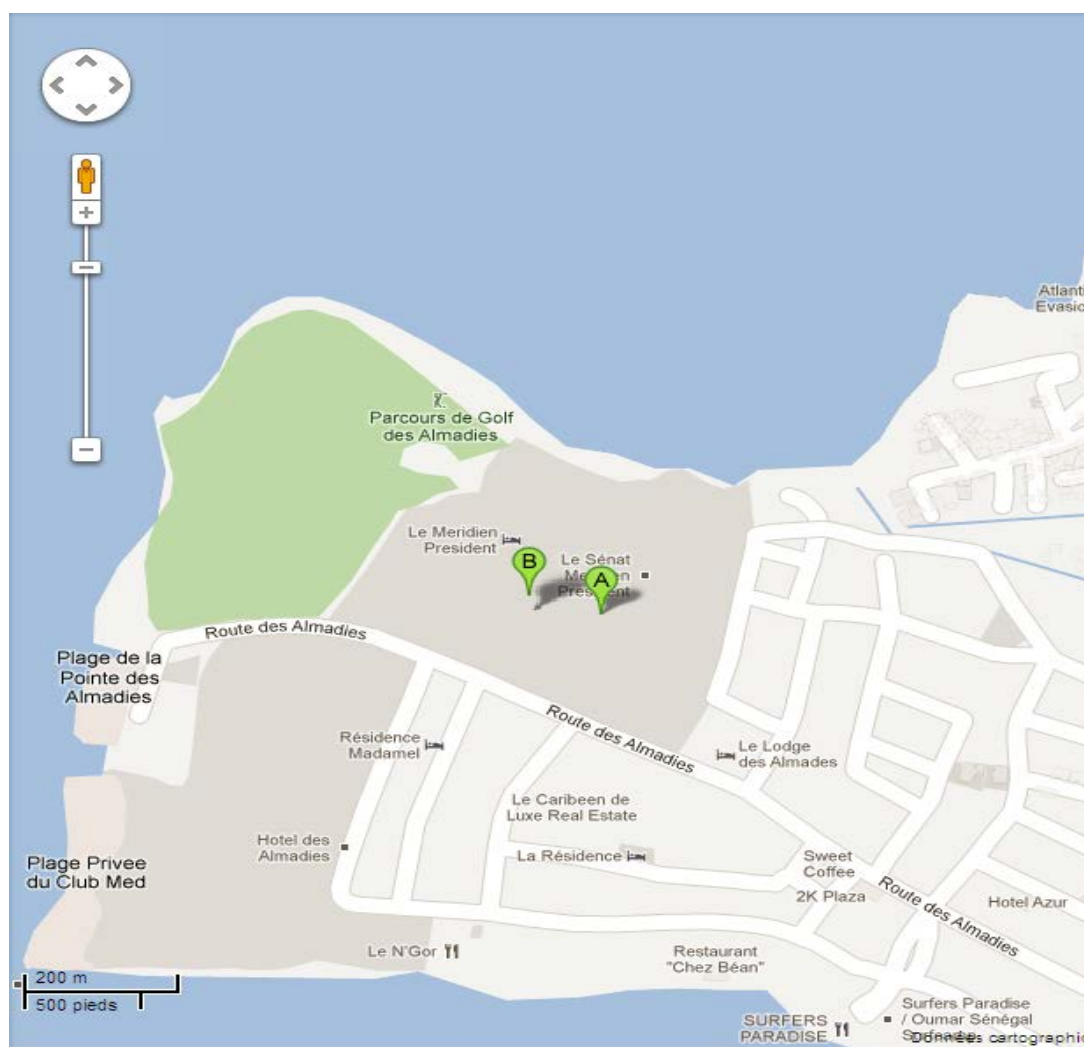 Atlant
Evasio
Parcours de Golf
des Almadies
Le Meridien
President
B
Le Sénat
A
Route des Almadies
Plage de la
Pointe des
Almadies
Route des Almadies
Résidence
Madamel
Le Lodge
des Almades
Le Caribeen de
Luxe Real Estate
Hotel des
Almadies
La Résidence
Plage Privee
du Club Med
Sweet
Coffee
2K Plaza
Route des Almadies
Hotel Azur
Le N'Gor
Restaurant
"Chez Béan"
200 m
500 pieds
SURFERS
PARADISE
Surfers Paradise
/ Oumar Sénégal
Données cartographi